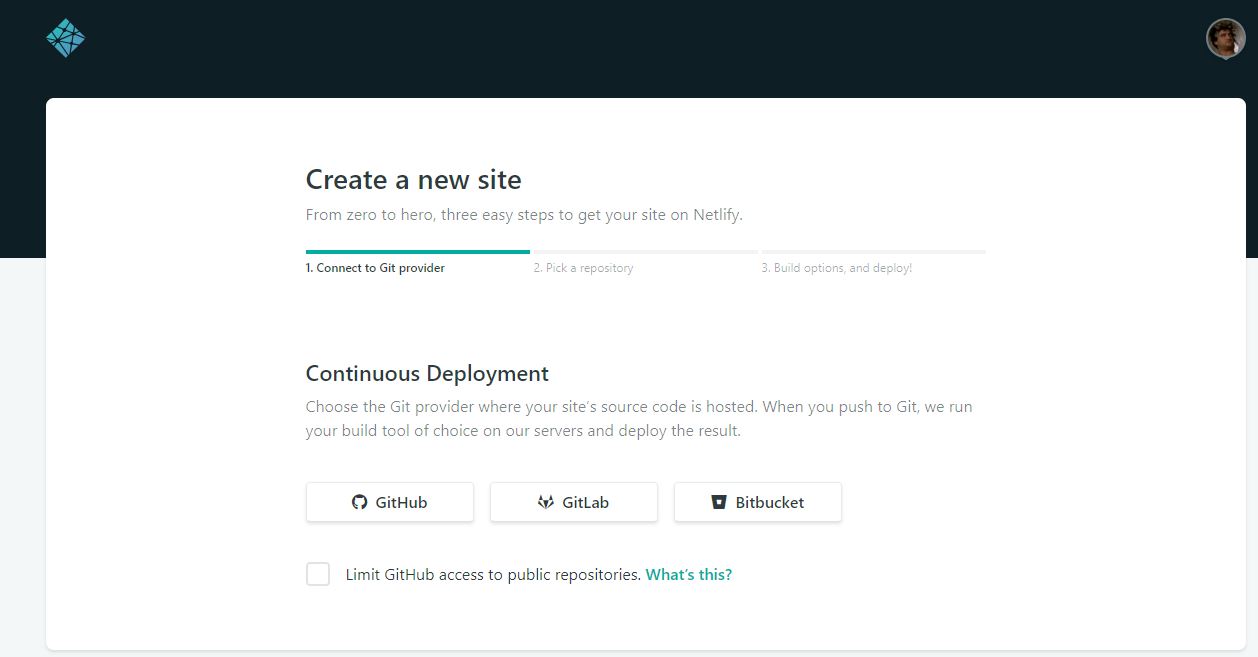 Create a new site
From zero to hero, three easy steps to get your site on Netlify.
1. Connect to Git provider
2. Pick a repository
3. Build options, and deploy!
Continuous Deployment
Choose the Git provider where your site’s source code is hosted. When you push to Git, we run
your build tool of choice on our servers and deploy the result.
GitHub
GitLab
Bitbucket
Limit GitHub access to public repositories. What’s this?